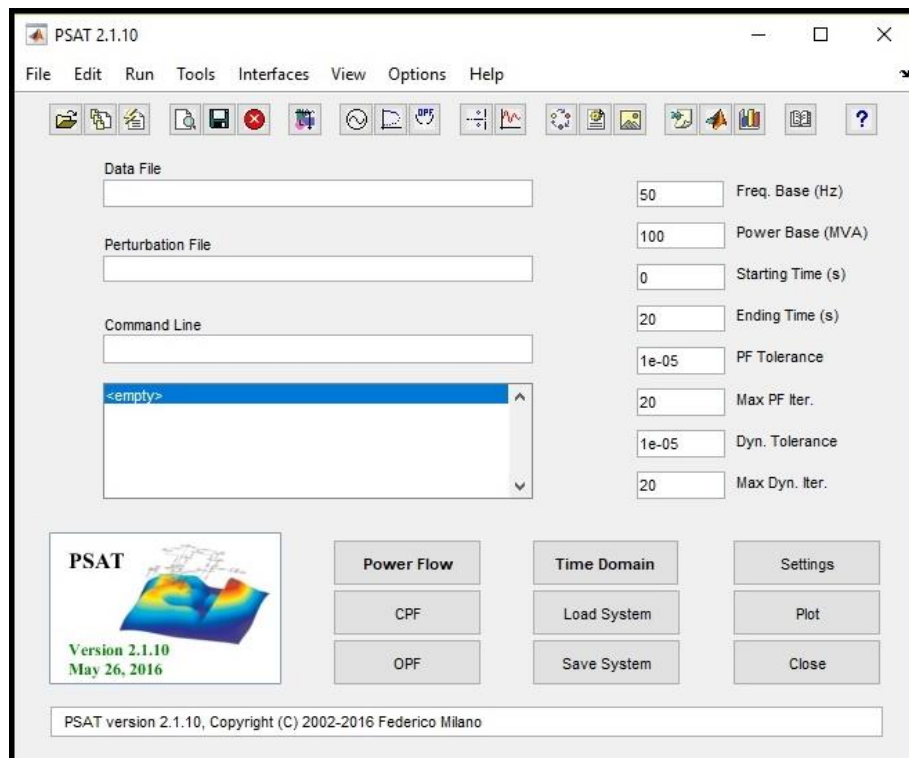 PSAT 2.1.10
File Edit Run Tools Interfaces View Options Help
OPF
?
Data File
50 Freq. Base (Hz)
Perturbation File
100 Power Base (MVA)
0 Starting Time (s)
Command Line
20 Ending Time (s)
1e-05 PF Tolerance
<empty>
20 Max PF Iter.
1e-05 Dyn. Tolerance
20 Max Dyn. Iter.
PSAT
Version 2.1.10
May 26, 2016
Power Flow Time Domain Settings
CPF Load System Plot
OPF Save System Close
PSAT version 2.1.10, Copyright (C) 2002-2016 Federico Milano